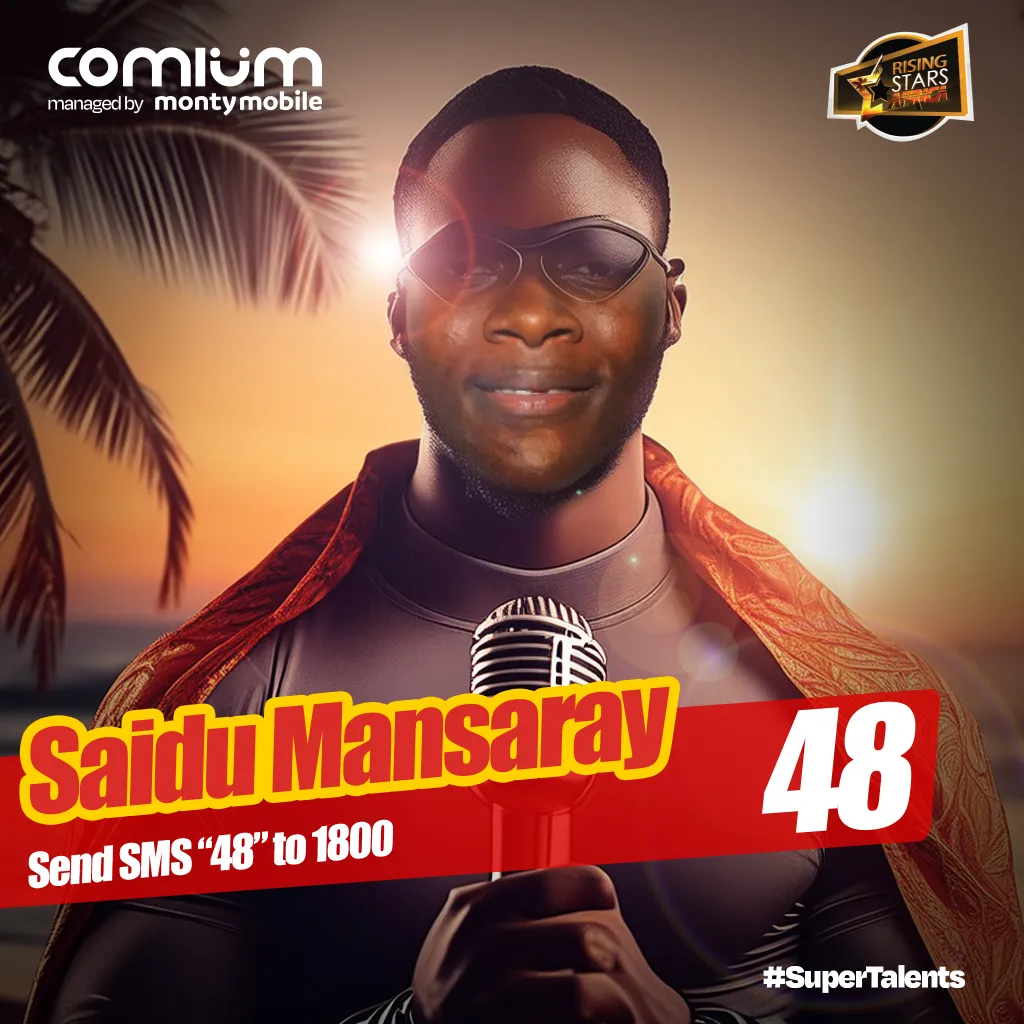 comium
managed by montymobile
RISING
STARS
AFRICA
Saidu Mansaray
48
Send SMS “48” to 1800
#SuperTalents